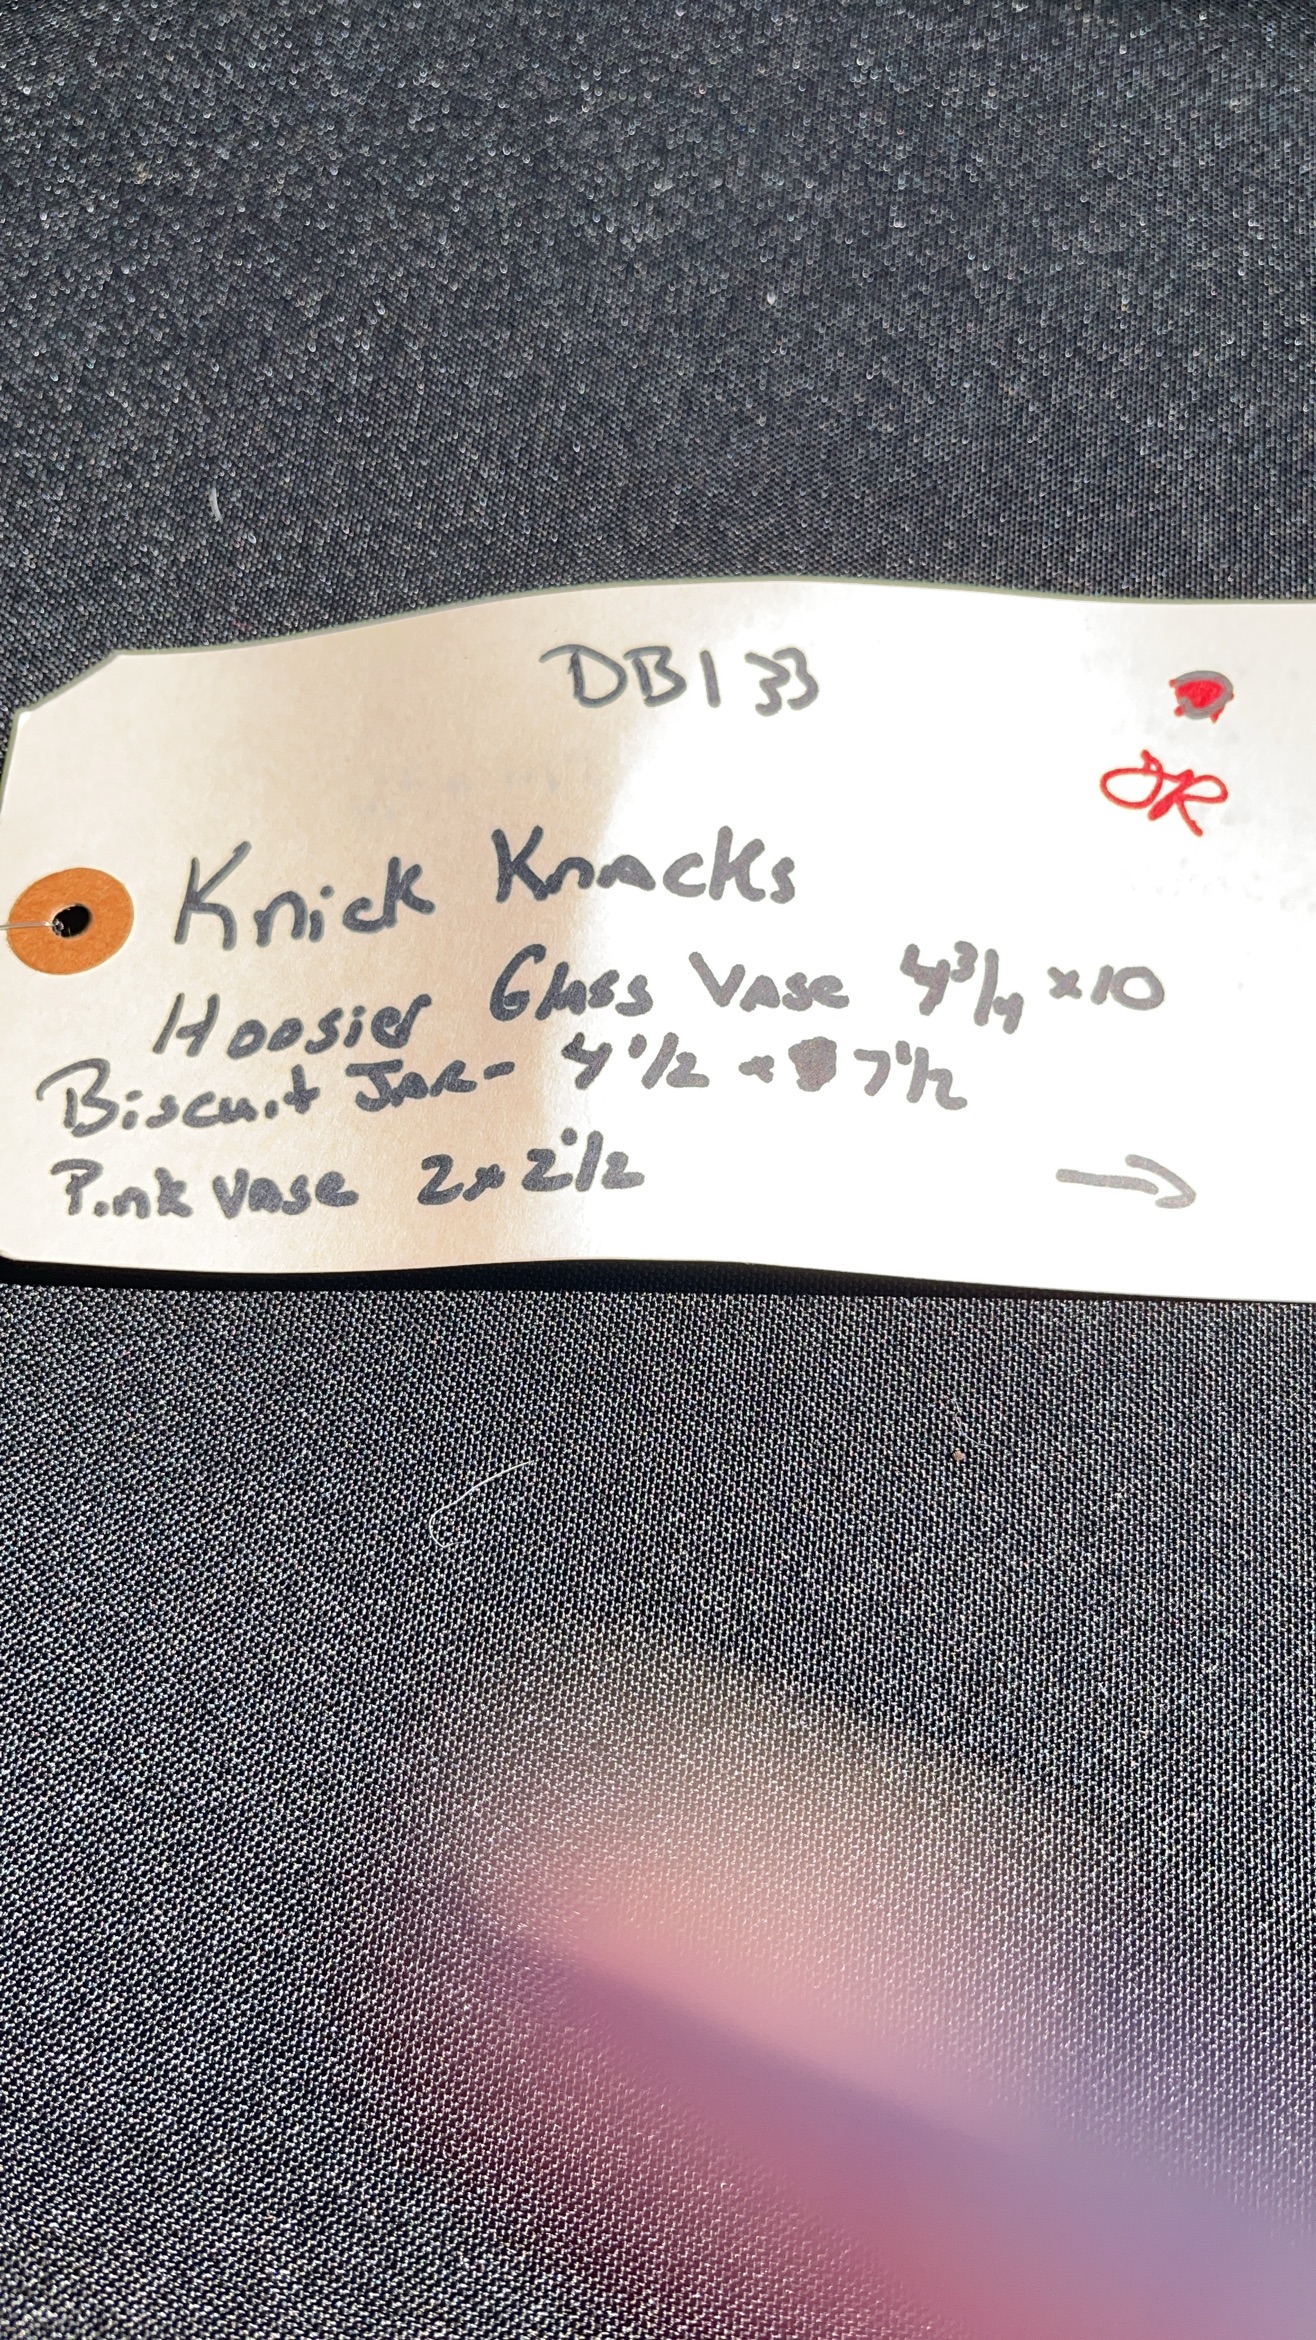 DB133
JR
Knick Knacks
Hoosier Glass Vase 4 3/4 x 10
Biscuit Jar- 4 1/2 x 7 1/2
Pink Vase 2 x 2 1/2
→